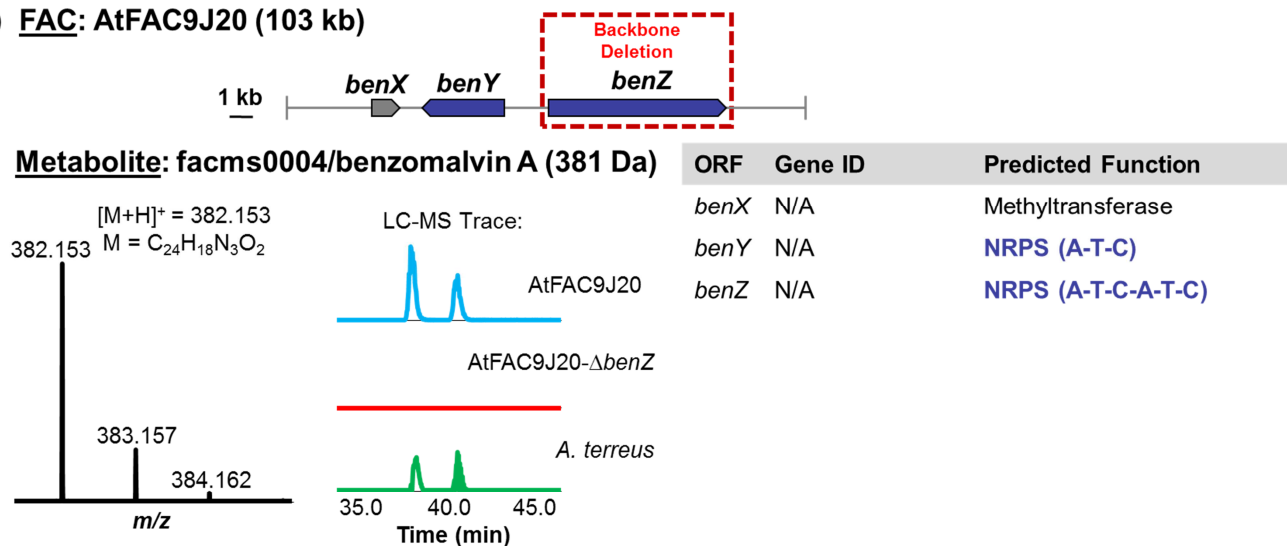 ) FAC: AtFAC9J20 (103 kb)
Backbone
Deletion
benX benY benZ
1 kb
Metabolite: facms0004/benzomalvin A (381 Da)
[M+H]+ = 382.153
M = C24H18N3O2
382.153
383.157
384.162
m/z
LC-MS Trace:
AtFAC9J20
AtFAC9J20-ΔbenZ
A. terreus
35.0 40.0 45.0
Time (min)
ORF Gene ID Predicted Function
benX N/A Methyltransferase
benY N/A NRPS (A-T-C)
benZ N/A NRPS (A-T-C-A-T-C)